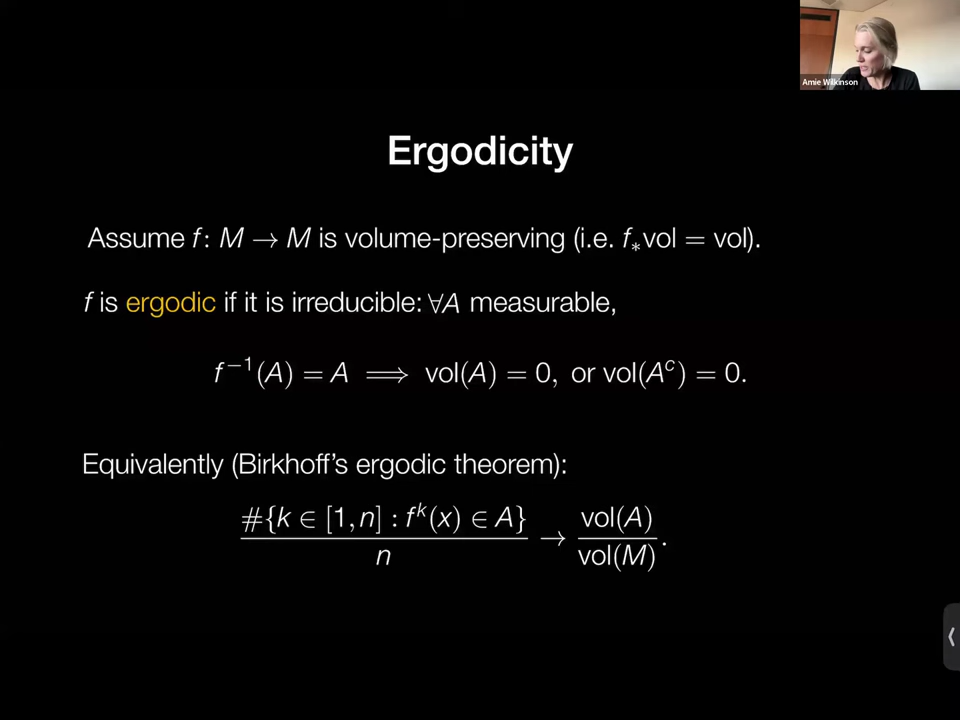 Amie Wilkinson
Ergodicity
Assume f: M → M is volume-preserving (i.e. f∗vol = vol).
f is ergodic if it is irreducible: ∀A measurable,
f⁻¹(A) = A ⟹ vol(A) = 0, or vol(Aᶜ) = 0.
Equivalently (Birkhoff's ergodic theorem):
#{k ∈ [1, n] : fᵏ(x) ∈ A}
n
→
vol(A)
vol(M)
.